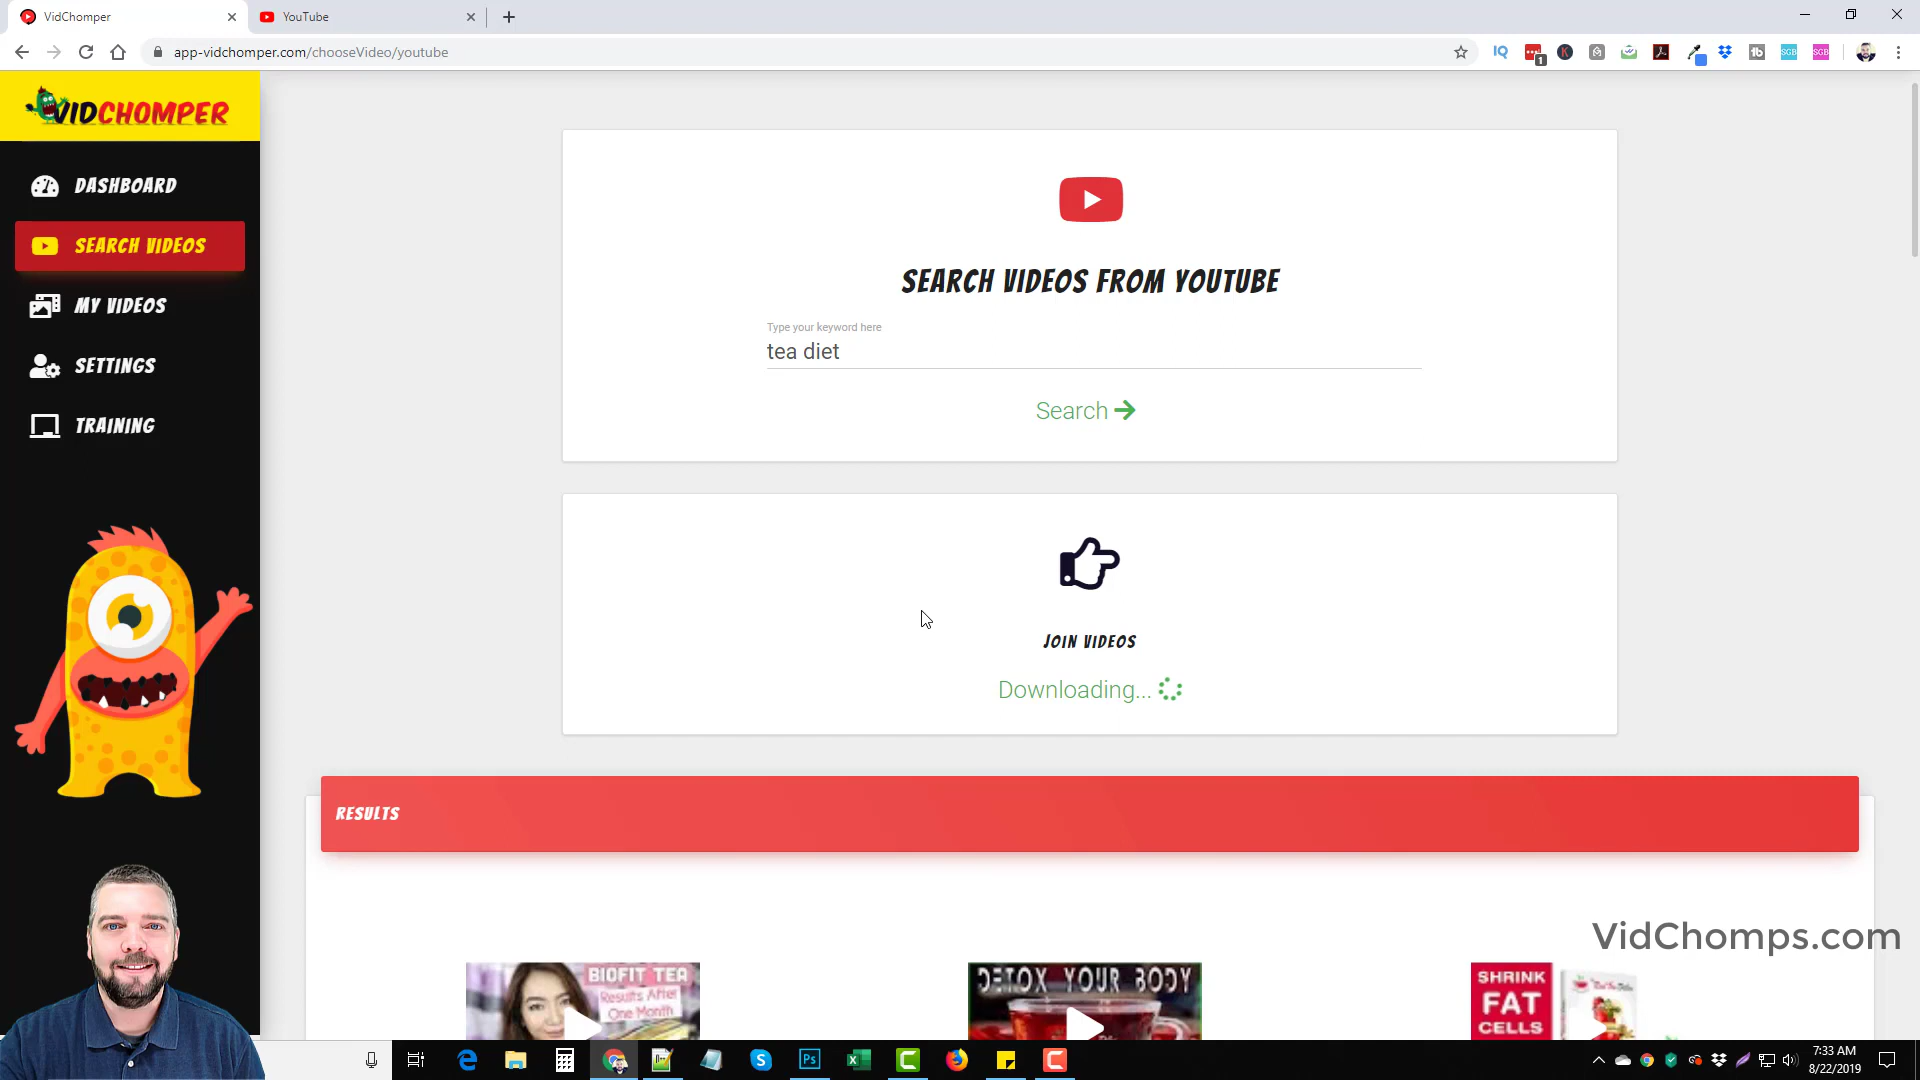 VidChomper
YouTube
app-vidchomper.com/chooseVideo/youtube
VIDCHOMPER
DASHBOARD
SEARCH VIDEOS
MY VIDEOS
SETTINGS
TRAINING
SEARCH VIDEOS FROM YOUTUBE
Type your keyword here
tea diet
Search
JOIN VIDEOS
Downloading...
RESULTS
BIOFIT TEA
Results After
One Month
DETOX YOUR BODY
SHRINK
FAT
CELLS
VidChomps.com
7:33 AM
8/22/2019